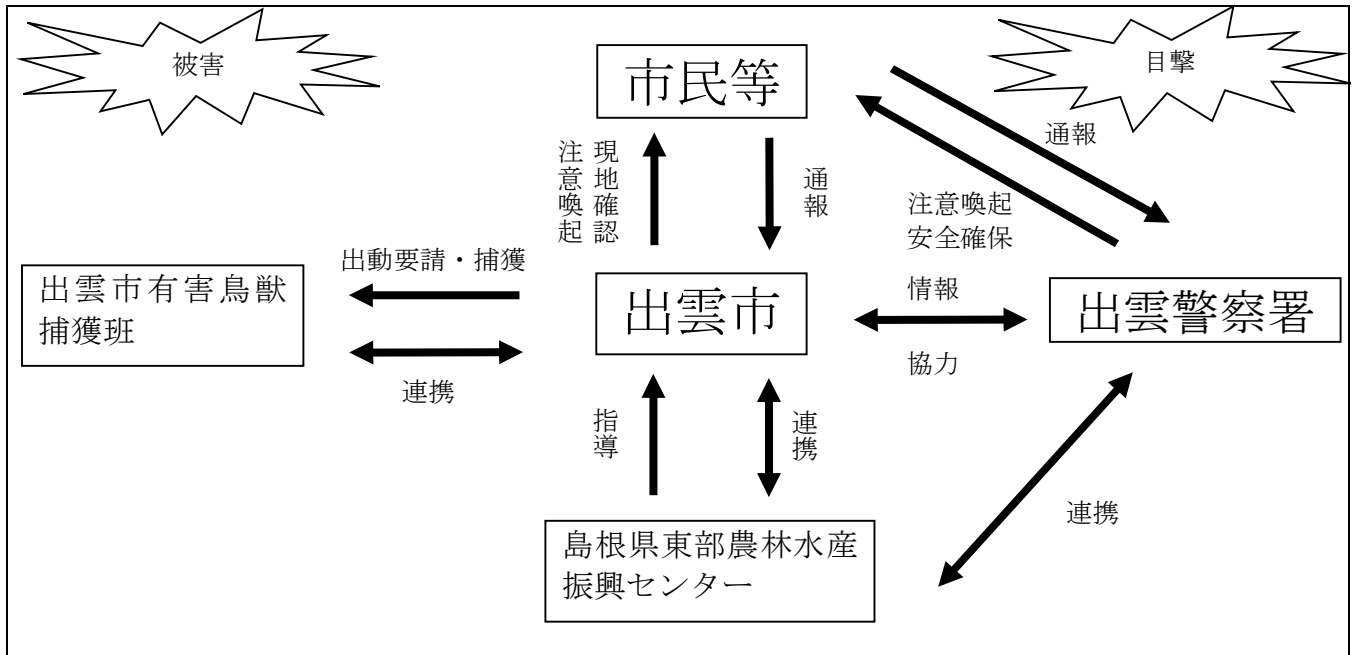 被害
目撃
市民等
通報
現地確認
注意喚起
通報
注意喚起
安全確保
出動要請・捕獲
情報
出雲市有害鳥獣
捕獲班
出雲市
出雲警察署
協力
連携
指導
連携
連携
島根県東部農林水産
振興センター